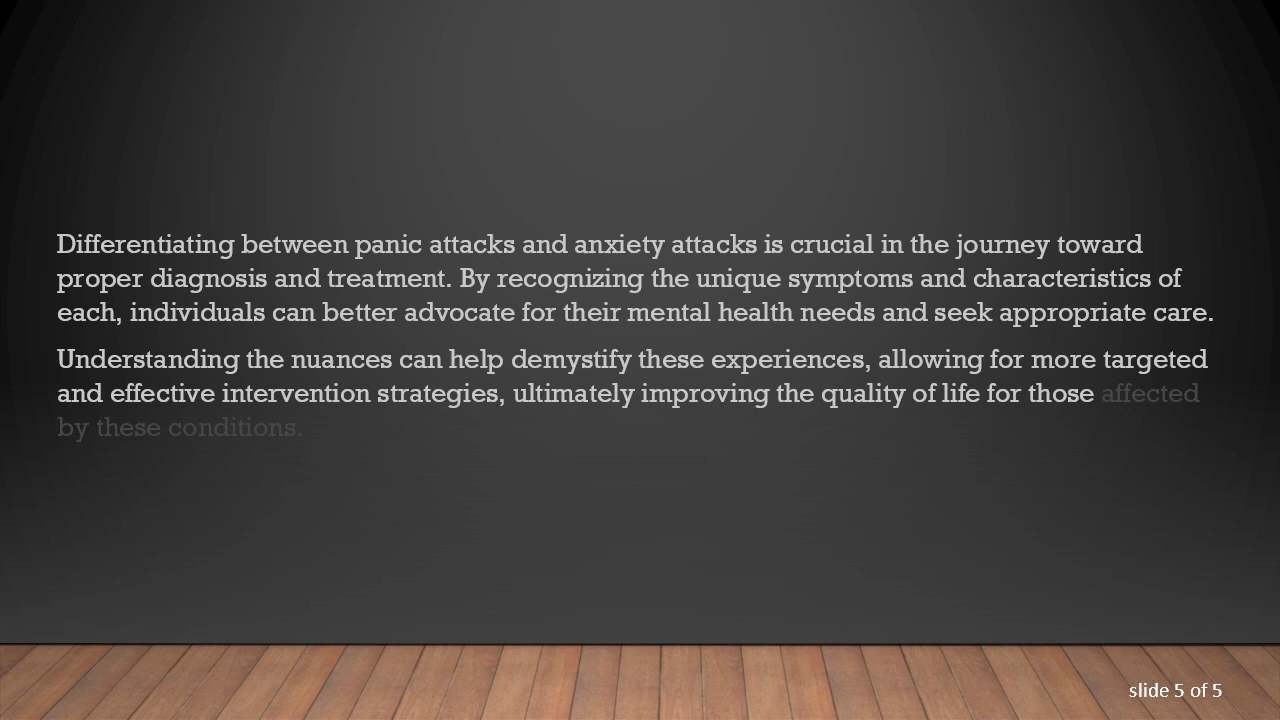 Differentiating between panic attacks and anxiety attacks is crucial in the journey toward
proper diagnosis and treatment. By recognizing the unique symptoms and characteristics of
each, individuals can better advocate for their mental health needs and seek appropriate care.
Understanding the nuances can help demystify these experiences, allowing for more targeted
and effective intervention strategies, ultimately improving the quality of life for those affected
by these conditions.
slide 5 of 5